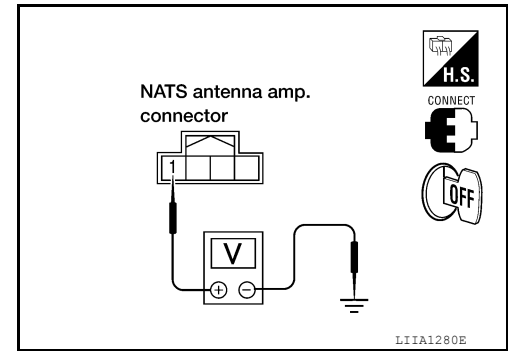 H.S.
NATS antenna amp.
connector
CONNECT
1
OFF
V
+ −
LIIA1280E